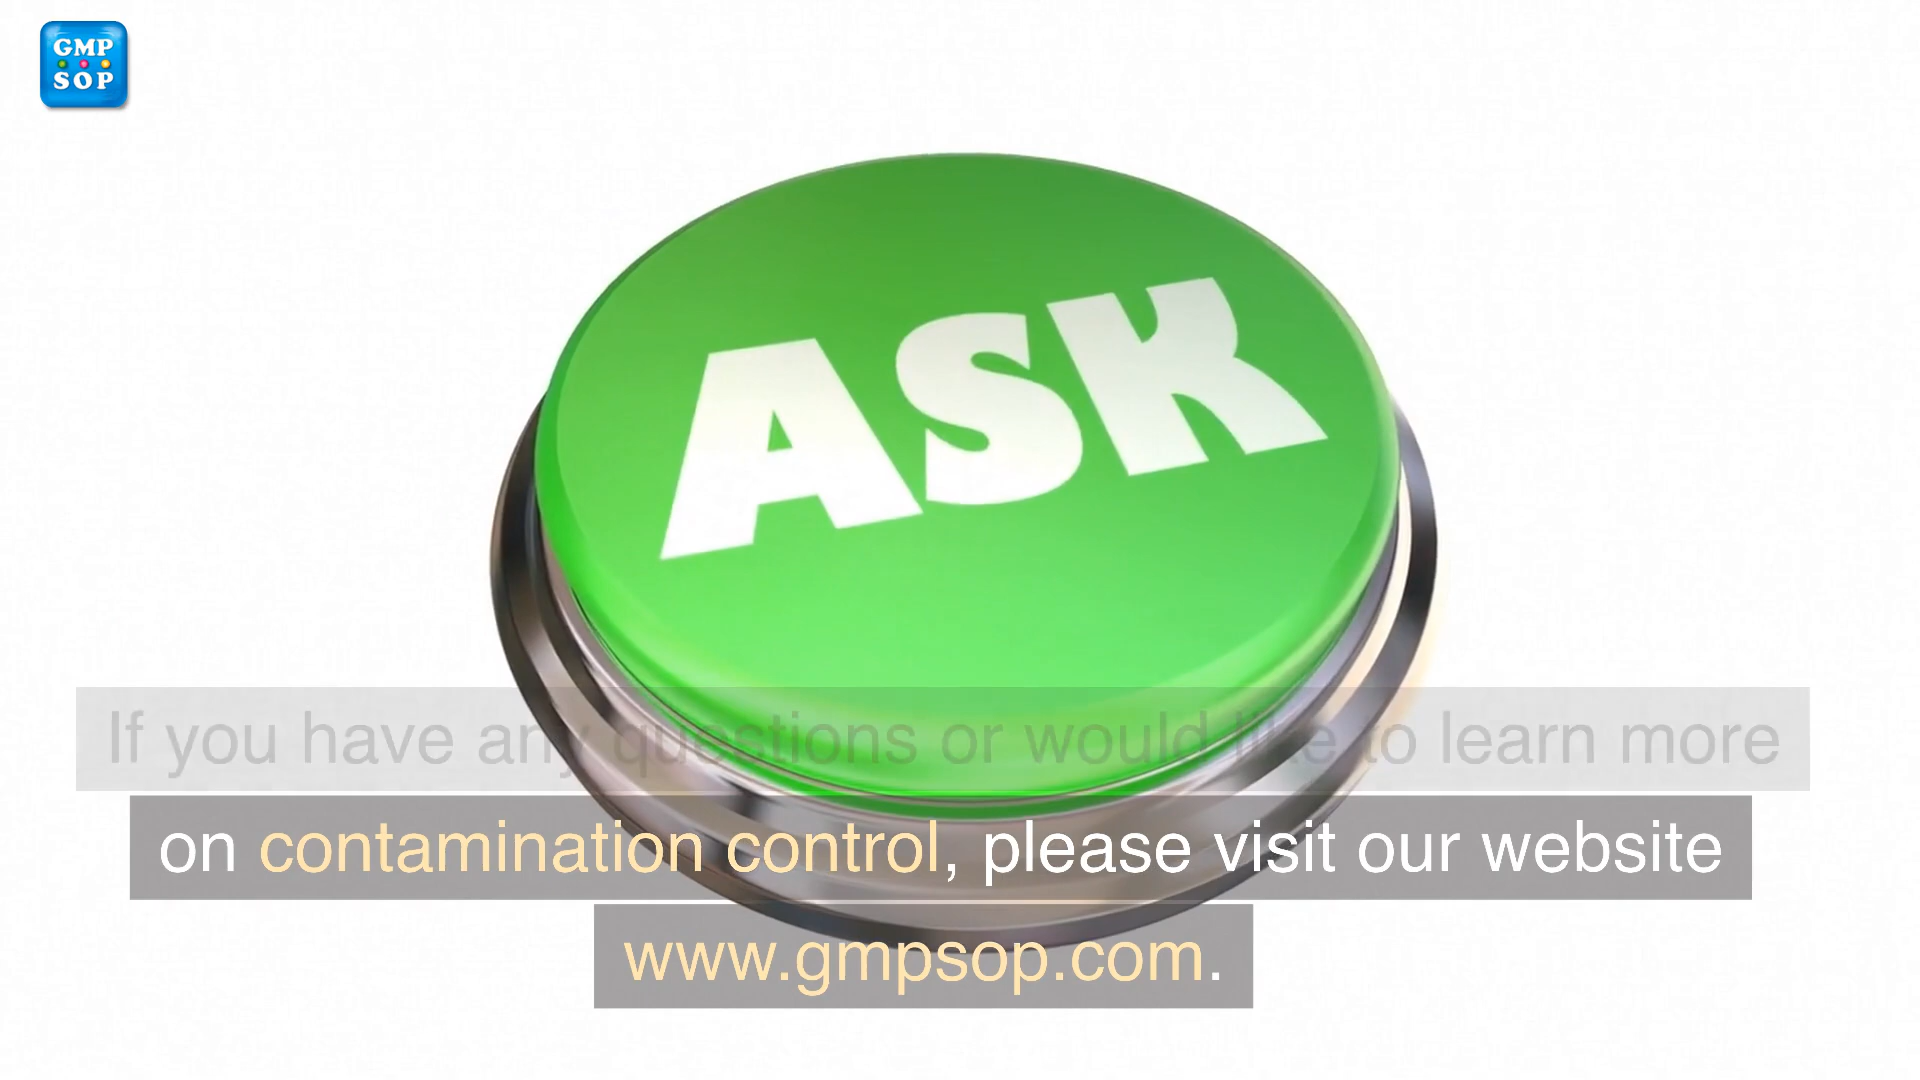 GMP
SOP
ASK
If you have any questions or would like to learn more
on contamination control, please visit our website
www.gmpsop.com.